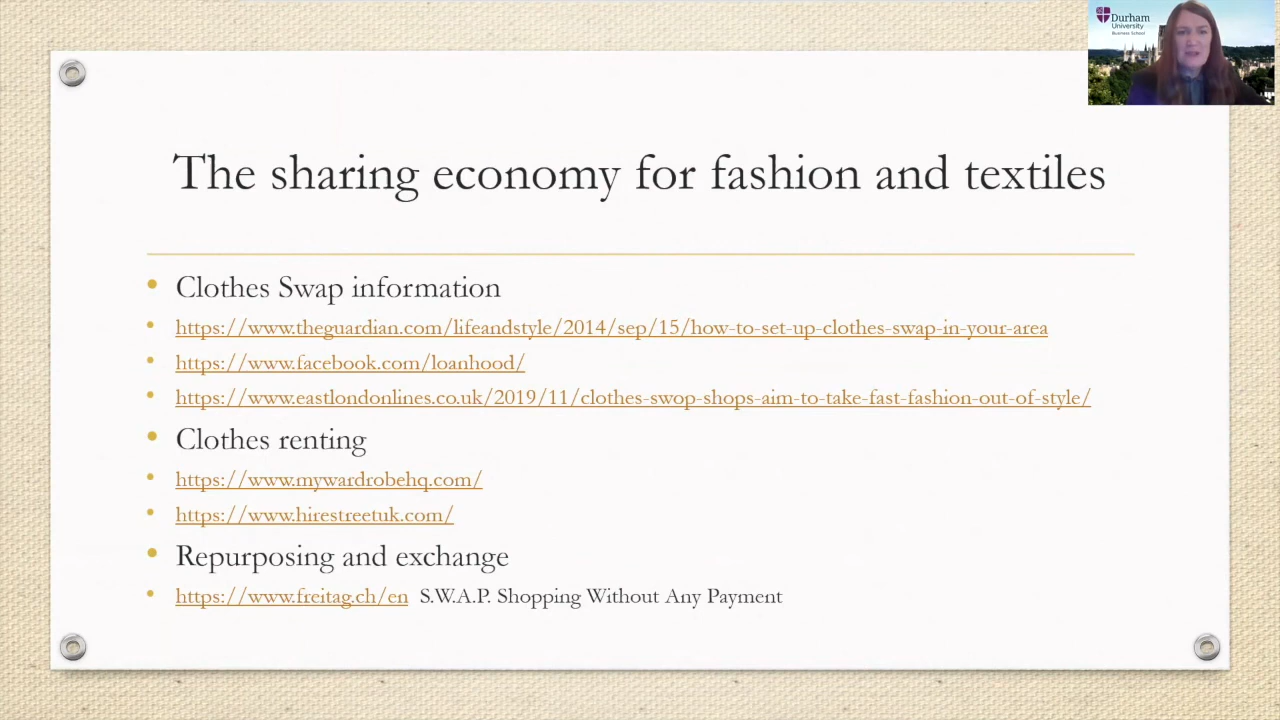 Durham
University
Business School
The sharing economy for fashion and textiles
• Clothes Swap information
• https://www.theguardian.com/lifeandstyle/2014/sep/15/how-to-set-up-clothes-swap-in-your-area
• https://www.facebook.com/loanhood/
• https://www.eastlondonlines.co.uk/2019/11/clothes-swop-shops-aim-to-take-fast-fashion-out-of-style/
• Clothes renting
• https://www.mywardrobehq.com/
• https://www.hirestreetuk.com/
• Repurposing and exchange
• https://www.freitag.ch/en S.W.A.P. Shopping Without Any Payment